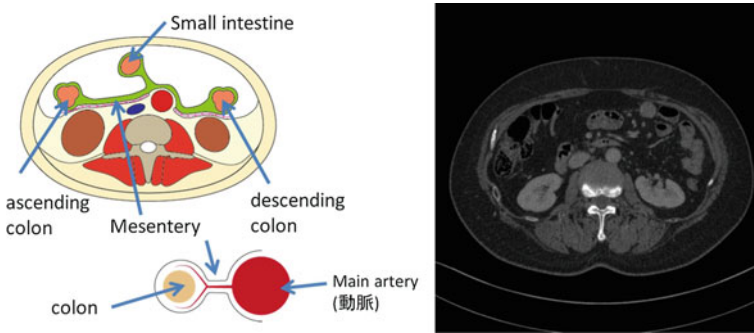 Small intestine
ascending
colon
Mesentery
descending
colon
colon
Main artery
(動脈)